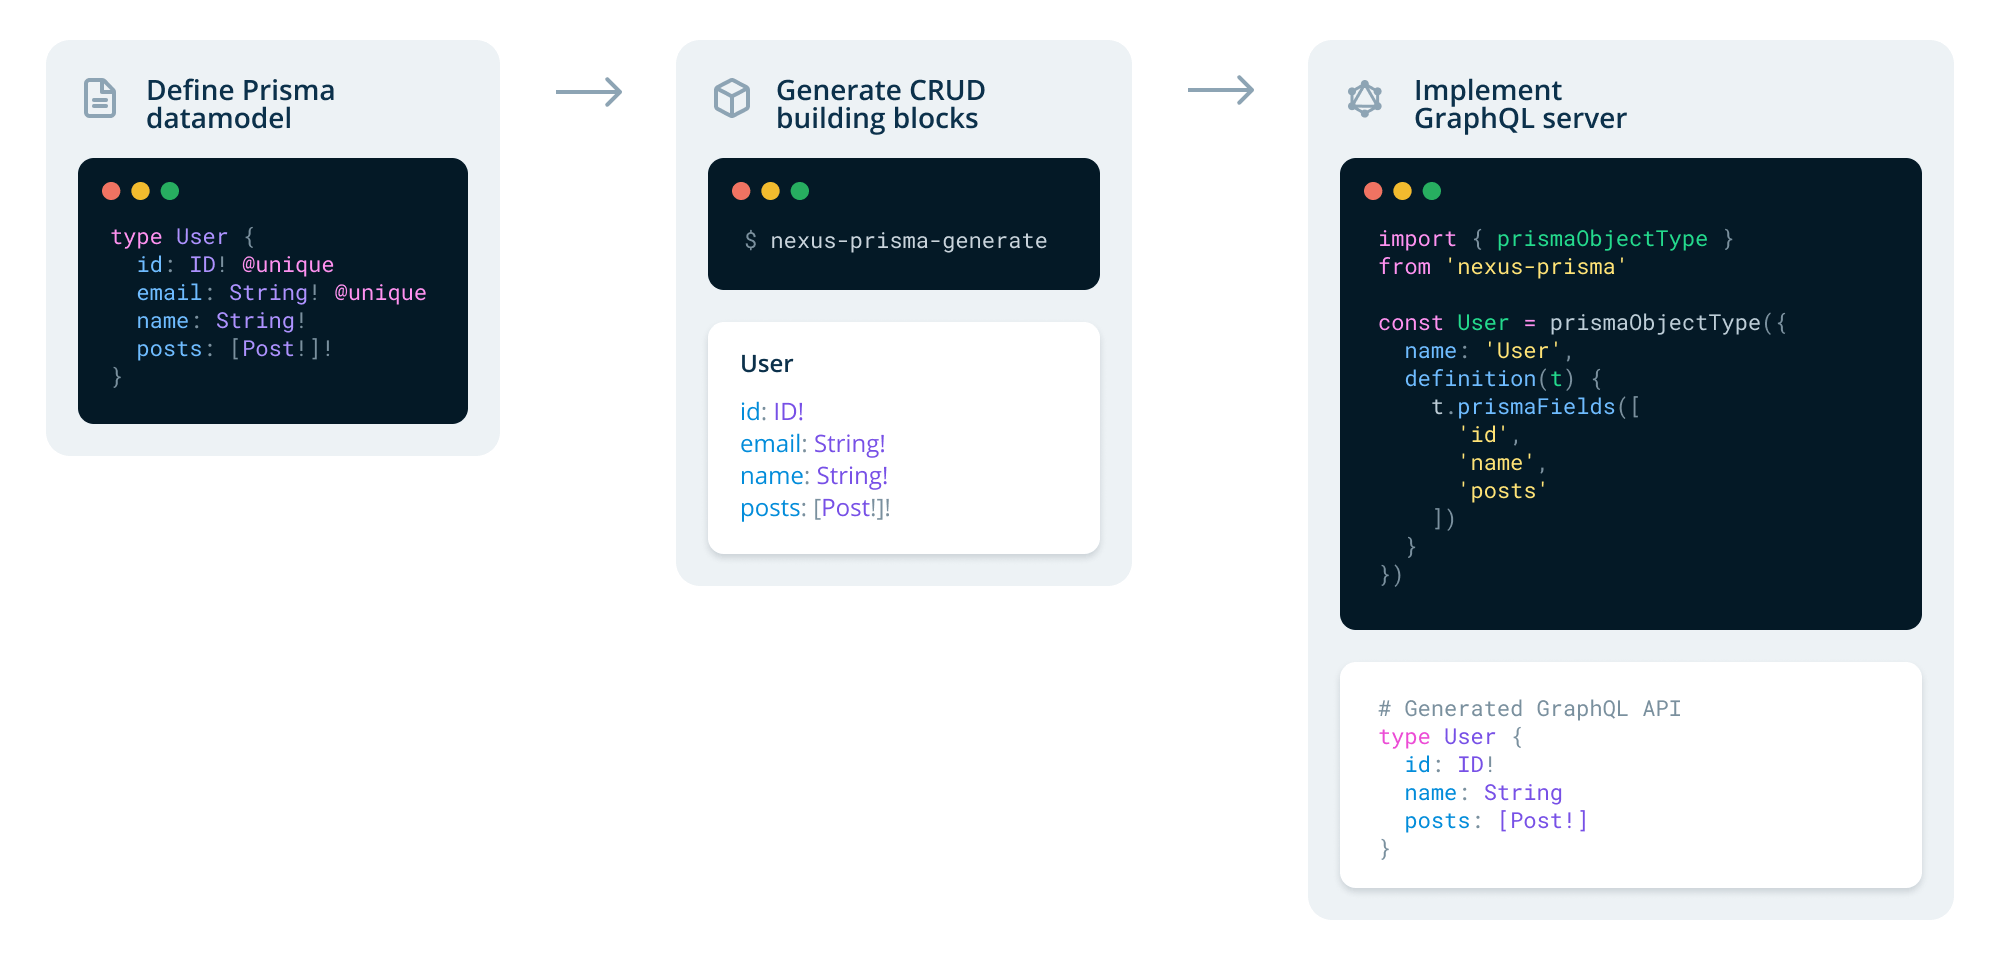 Define Prisma
datamodel
type User {
  id: ID! @unique
  email: String! @unique
  name: String!
  posts: [Post!]!
}
Generate CRUD
building blocks
$ nexus-prisma-generate
User
id: ID!
email: String!
name: String!
posts: [Post!]!
Implement
GraphQL server
import { prismaObjectType }
from 'nexus-prisma'
const User = prismaObjectType({
  name: 'User',
  definition(t) {
    t.prismaFields([
      'id',
      'name',
      'posts'
    ])
  }
})
# Generated GraphQL API
type User {
  id: ID!
  name: String
  posts: [Post!]
}